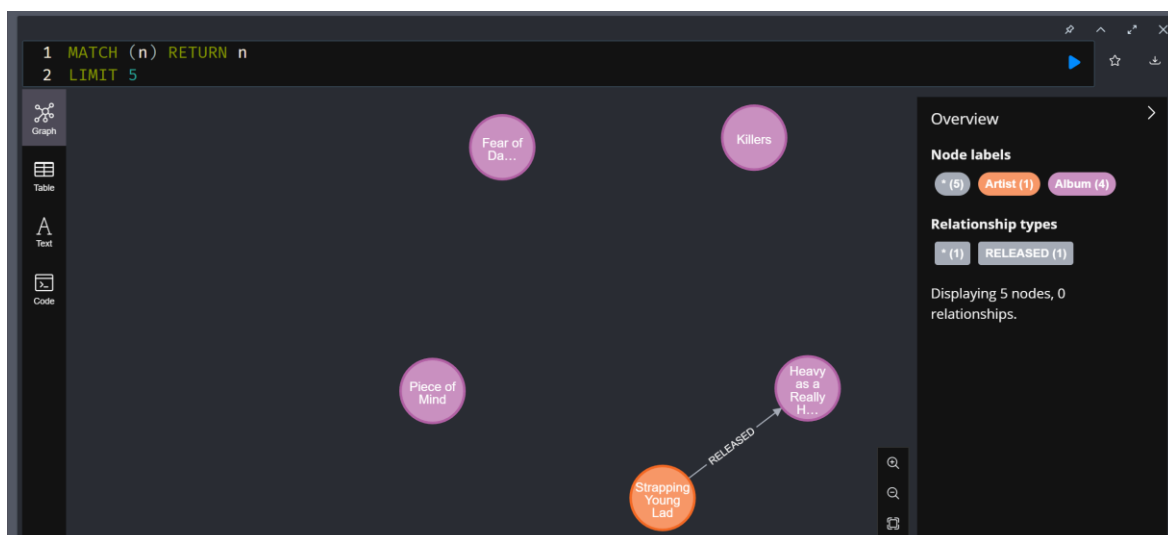 1 MATCH (n) RETURN n
2 LIMIT 5
Graph
Table
Text
Code
Fear of
Da...
Killers
Piece of
Mind
Heavy
as a
Really
H...
RELEASED
Strapping
Young
Lad
Overview
Node labels
* (5) Artist (1) Album (4)
Relationship types
* (1) RELEASED (1)
Displaying 5 nodes, 0
relationships.